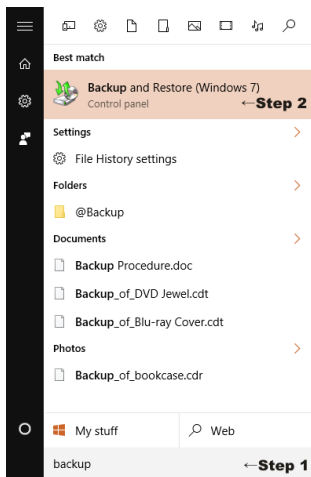 Best match
Backup and Restore (Windows 7)
Control panel
←Step 2
Settings
File History settings
Folders
@Backup
Documents
Backup Procedure.doc
Backup_of_DVD Jewel.cdt
Backup_of_Blu-ray Cover.cdt
Photos
Backup_of_bookcase.cdr
My stuff
Web
backup
←Step 1